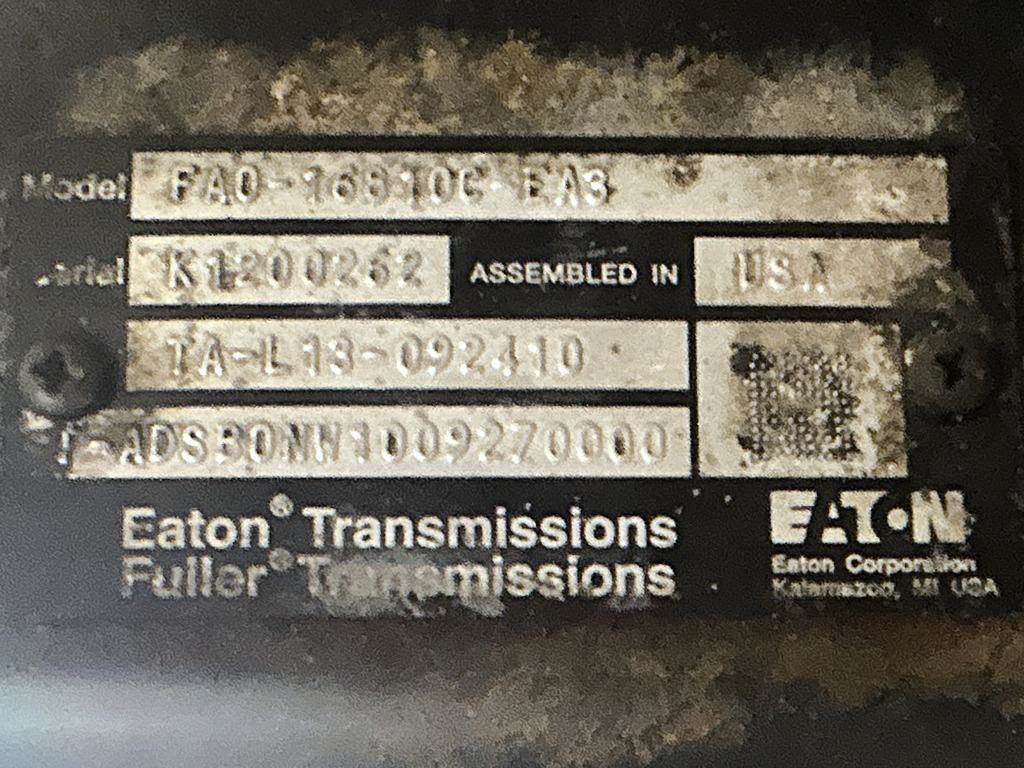 Model FAO-16810C-EA3
Serial K1200262 ASSEMBLED IN USA
TA-L13-092410
Eaton® Transmissions
Fuller® Transmissions
EATON
Eaton Corporation
Kalamazoo, MI USA